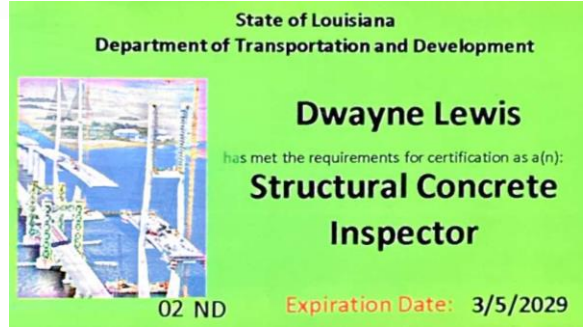 State of Louisiana
Department of Transportation and Development
Dwayne Lewis
has met the requirements for certification as a(n):
Structural Concrete
Inspector
02 ND
Expiration Date: 3/5/2029